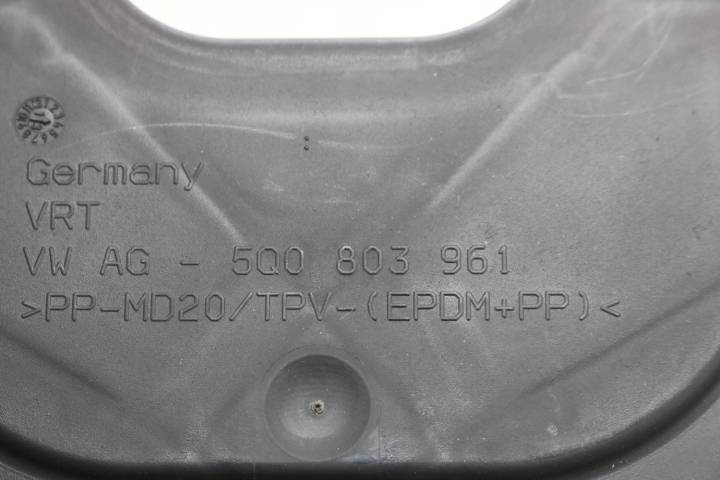 Germany
VRT
VW AG - 5Q0 803 961
>PP-MD20/TPV-(EPDM+PP)<